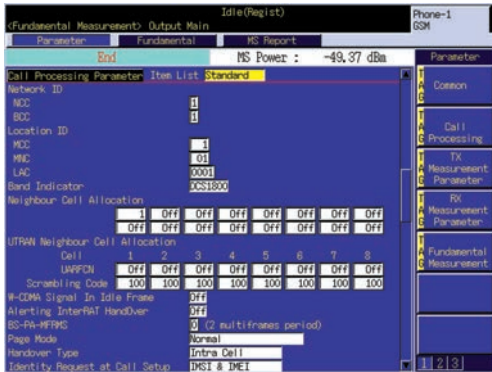 Idle(Regist)
Phone-1
<Fundamental Measurement> Output Main
GSM
Parameter Fundamental MS Report
End MS Power : -49.37 dBm Parameter
Call Processing Parameter Item List Standard
Network ID
NCC 1
BCC 1
Location ID
MCC 1
MNC 01
LAC 0001
Band Indicator DCS1800
Neighbour Cell Allocation
1 Off Off Off Off Off Off Off
Off Off Off Off Off Off Off Off
UTRAN Neighbour Cell Allocation
Cell 1 2 3 4 5 6 7 8
UARFCN Off Off Off Off Off Off Off Off
Scrambling Code 100 100 100 100 100 100 100 100
W-CDMA Signal In Idle Frame Off
Alerting InterRAT HandOver Off
BS-PA-MFRMS 0 (2 multiframes period)
Page Mode Normal
Handover Type Intra Cell
Identity Request at Call Setup IMSI & IMEI
TAG Common
TAG Call Processing
TAG TX Measurement Parameter
TAG RX Measurement Parameter
TAG Fundamental Measurement
1 2 3